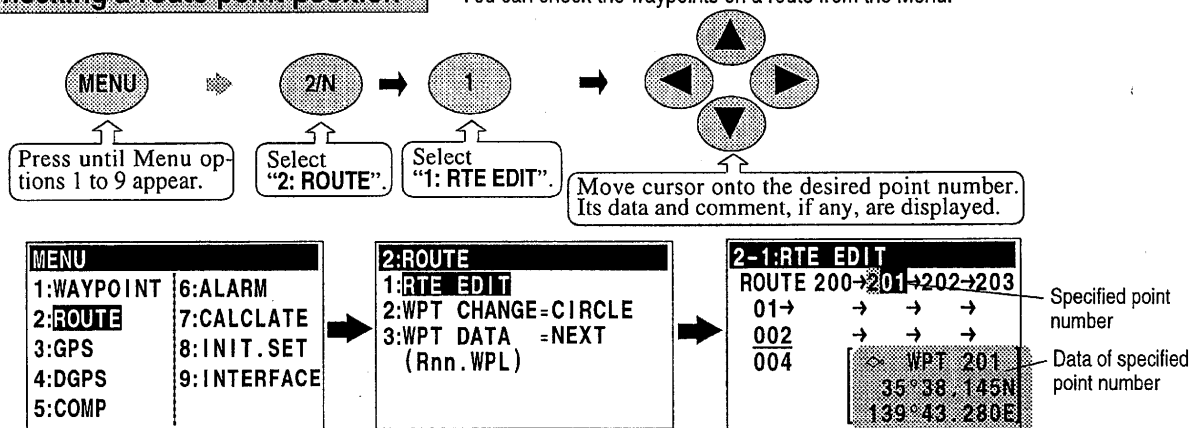 a route point position
You can check the waypoints on a route from the Menu.
MENU
2/N
1
Press until Menu op-
tions 1 to 9 appear.
Select
“2: ROUTE”.
Select
“1: RTE EDIT”.
Move cursor onto the desired point number.
Its data and comment, if any, are displayed.
MENU
1:WAYPOINT 6:ALARM
2:ROUTE 7:CALCLATE
3:GPS 8:INIT.SET
4:DGPS 9:INTERFACE
5:COMP
2:ROUTE
1:RTE EDIT
2:WPT CHANGE=CIRCLE
3:WPT DATA =NEXT
(Rnn.WPL)
2-1:RTE EDIT
ROUTE 200→201→202→203
01→ → → →
002 → → →
004
WPT 201
35°38.145N
139°43.280E
Specified point
number
Data of specified
point number